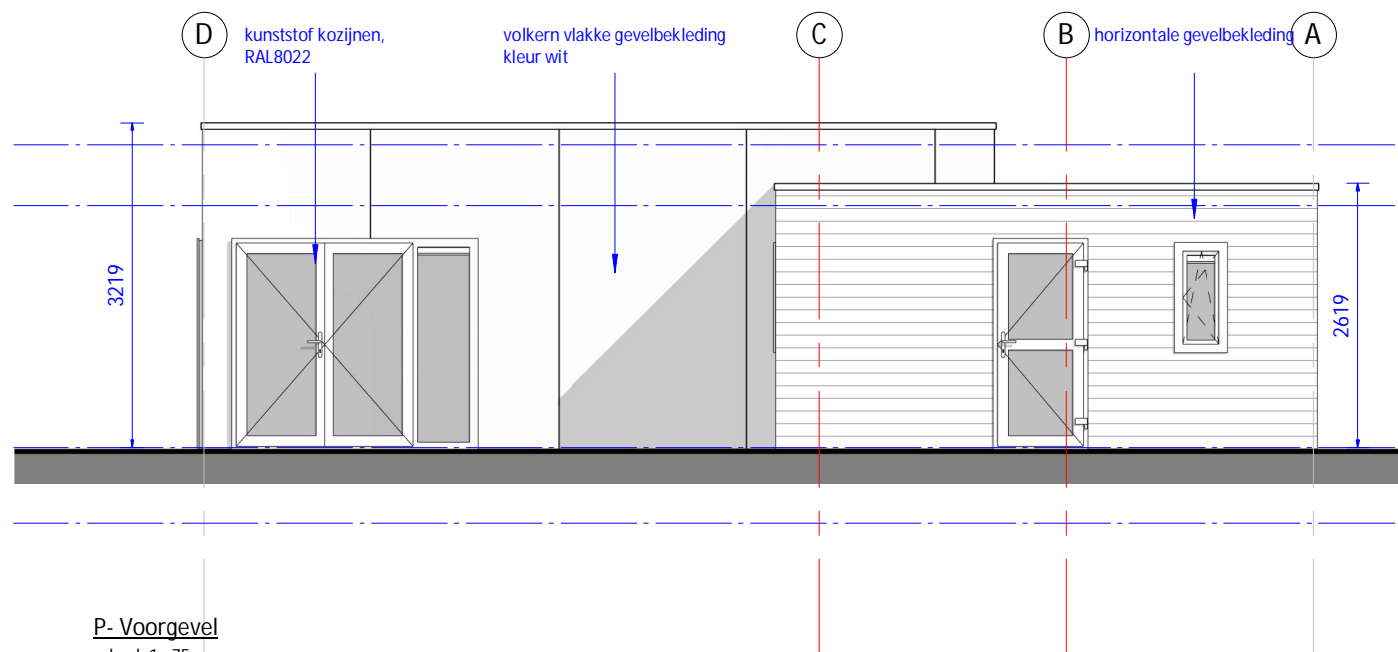 D
kunststof kozijnen,
RAL8022
volkern vlakke gevelbekleding
kleur wit
C
B
horizontale gevelbekleding
A
3219
2619
P- Voorgevel